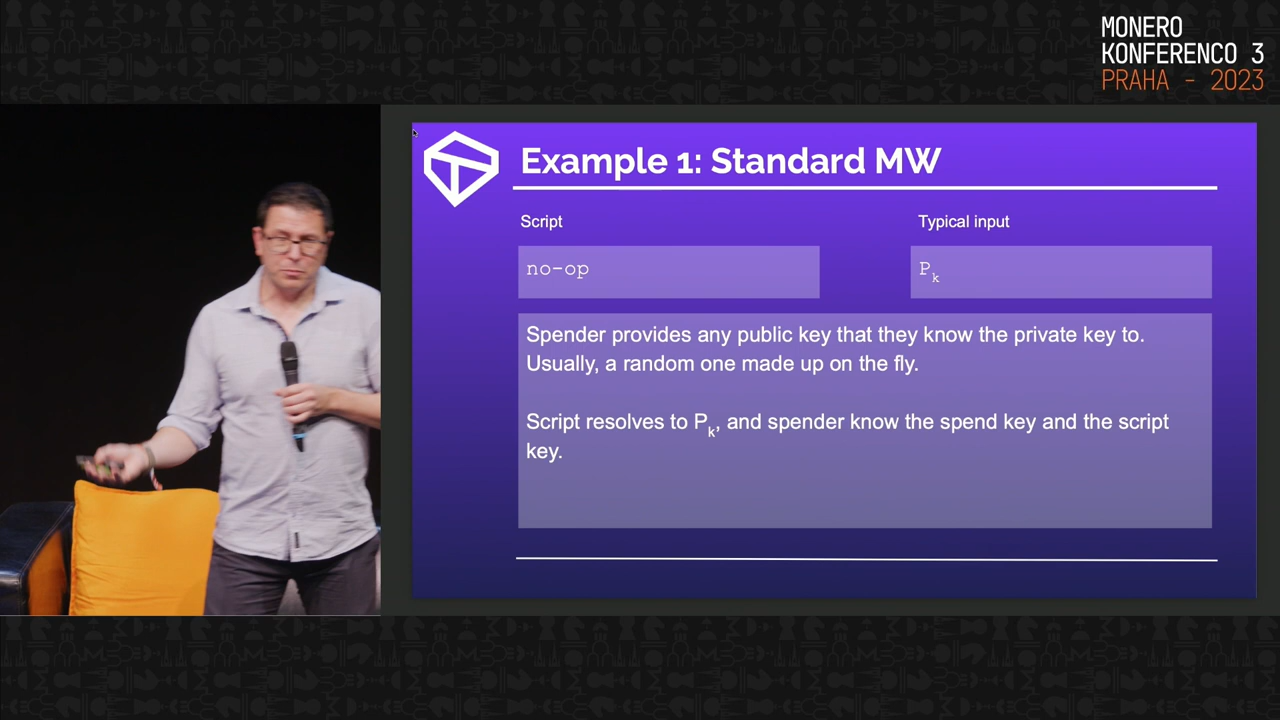 MONERO
KONFERENCO 3
PRAHA - 2023
Example 1: Standard MW
Script
Typical input
no-op
Pk
Spender provides any public key that they know the private key to.
Usually, a random one made up on the fly.
Script resolves to Pk, and spender know the spend key and the script
key.